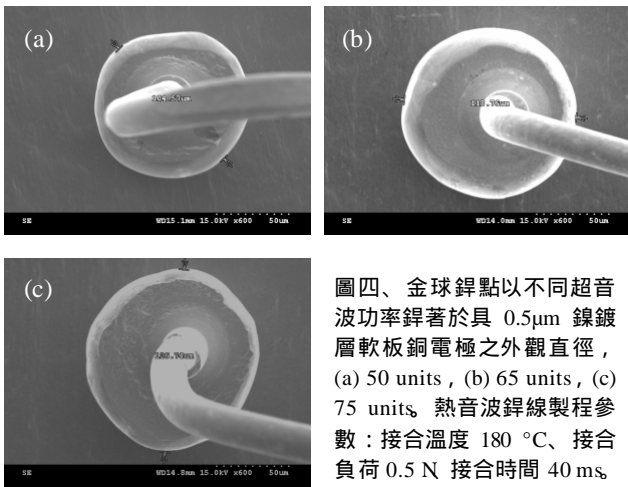 (a)
SE WD15.1mm 15.0kV x600 50um
(b)
SE WD14.0mm 15.0kV x600 50um
(c)
SE WD14.8mm 15.0kV x600 50um
圖四、金球銲點以不同超音
波功率銲著於具 0.5μm 鎳鍍
層軟板銅電極之外觀直徑，
(a) 50 units，(b) 65 units，(c)
75 units。熱音波銲線製程參
數：接合溫度 180 °C、接合
負荷 0.5 N、接合時間 40 ms。